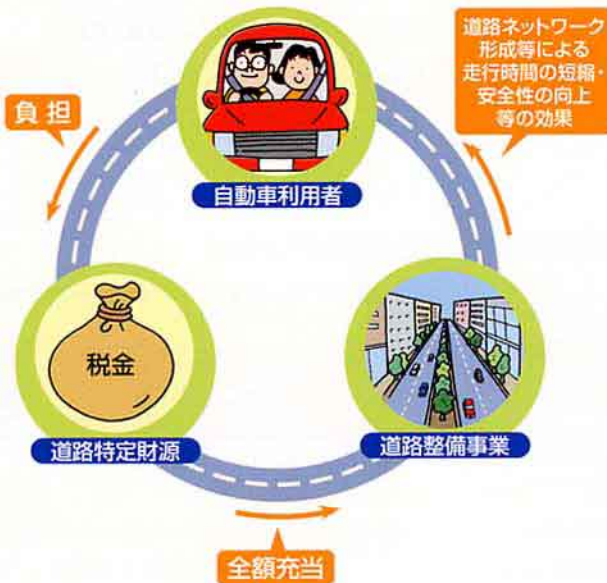 道路ネットワーク
形成等による
走行時間の短縮・
安全性の向上
等の効果
負担
自動車利用者
税金
道路特定財源
道路整備事業
全額充当